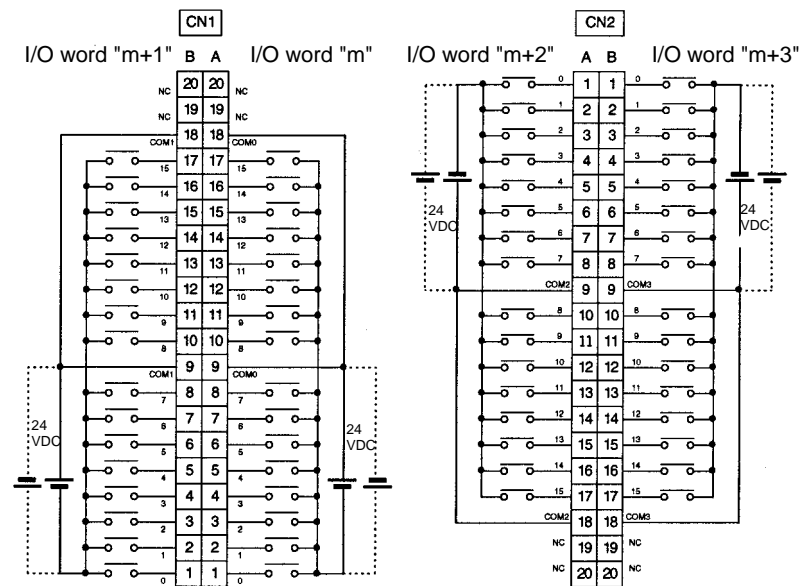 CN1
I/O word "m+1" B A I/O word "m"
NC 20 20 NC
NC 19 19 NC
18 18
COM1 COM0
17 17
15 15
16 16
14 14
15 15
13 13
14 14
12 12
13 13
11 11
12 12
10 10
11 11
9 9
10 10
8 8
9 9
COM1 COM0
8 8
7 7
7 7
6 6
6 6
5 5
5 5
4 4
4 4
3 3
3 3
2 2
2 2
1 1
1 1
0 0
24 VDC
24 VDC
CN2
I/O word "m+2" A B I/O word "m+3"
0 1 1 0
1 2 2 1
2 3 3 2
3 4 4 3
4 5 5 4
5 6 6 5
6 7 7 6
7 8 8 7
COM2 9 9 COM3
8 10 10 8
9 11 11 9
10 12 12 10
11 13 13 11
12 14 14 12
13 15 15 13
14 16 16 14
15 17 17 15
COM2 18 18 COM3
NC 19 19 NC
NC 20 20 NC
24 VDC
24 VDC